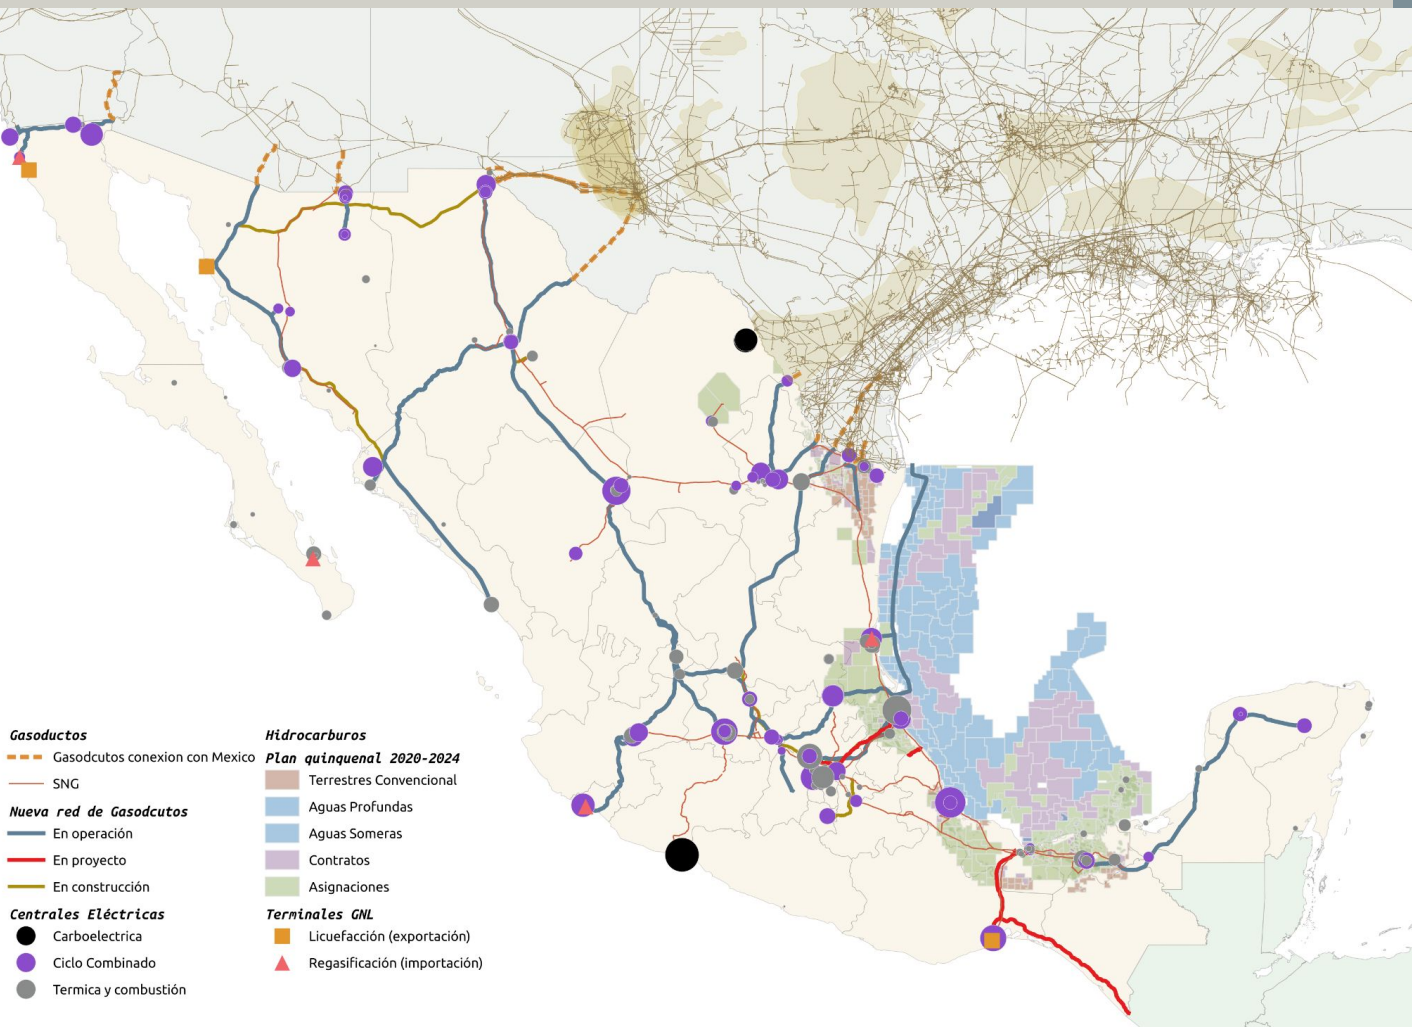 Gasoductos
Gasodcutos conexion con Mexico
SNG
Nueva red de Gasodcutos
En operación
En proyecto
En construcción
Centrales Eléctricas
Carboelectrica
Ciclo Combinado
Termica y combustión
Hidrocarburos
Plan quinquenal 2020-2024
Terrestres Convencional
Aguas Profundas
Aguas Someras
Contratos
Asignaciones
Terminales GNL
Licuefacción (exportación)
Regasificación (importación)